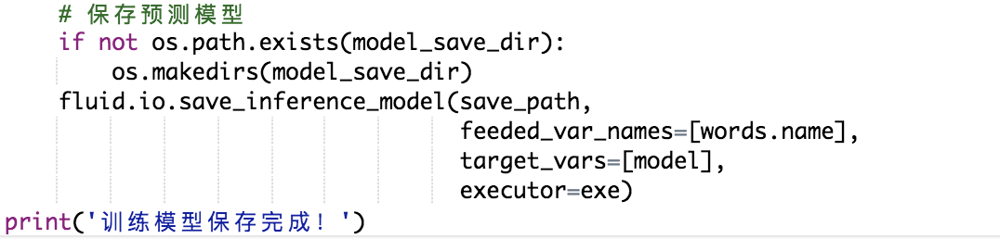 # 保存预测模型
if not os.path.exists(model_save_dir):
os.makedirs(model_save_dir)
fluid.io.save_inference_model(save_path,
feeded_var_names=[words.name],
target_vars=[model],
executor=exe)
print('训练模型保存完成！')